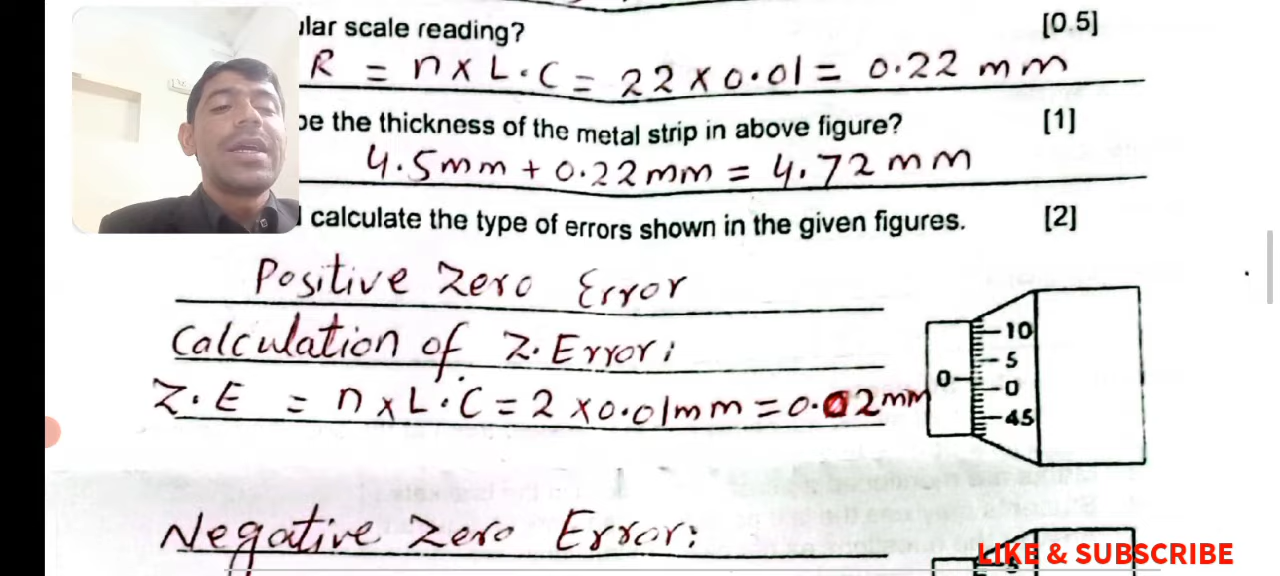 ular scale reading? [0.5]
R = n x L.C = 22 x 0.01 = 0.22 mm
be the thickness of the metal strip in above figure? [1]
4.5mm + 0.22mm = 4.72 mm
calculate the type of errors shown in the given figures. [2]
Positive Zero Error
Calculation of Z.Error:
Z.E = n x L.C = 2 x 0.01mm = 0.02mm
10
5
0
0
45
Negative Zero Error:
LIKE & SUBSCRIBE